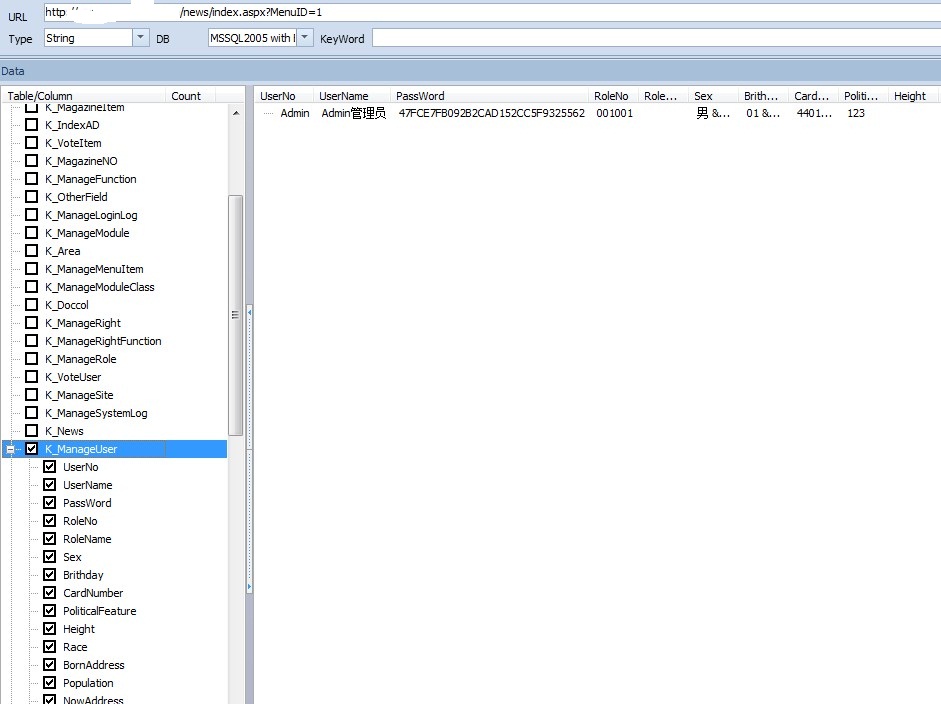 URL http:// /news/index.aspx?MenuID=1
Type String DB MSSQL2005 with KeyWord
Data
Table/Column Count UserNo UserName PassWord RoleNo Role... Sex Brith... Card... Politi... Height
K_MagazineItem
Admin Admin管理员 47FCE7FB092B2CAD152CC5F9325562 001001 男 &... 01 &... 4401... 123
K_IndexAD
K_VoteItem
K_MagazineNO
K_ManageFunction
K_OtherField
K_ManageLoginLog
K_ManageModule
K_Area
K_ManageMenuItem
K_ManageModuleClass
K_Doccol
K_ManageRight
K_ManageRightFunction
K_ManageRole
K_VoteUser
K_ManageSite
K_ManageSystemLog
K_News
K_ManageUser
UserNo
UserName
PassWord
RoleNo
RoleName
Sex
Brithday
CardNumber
PoliticalFeature
Height
Race
BornAddress
Population
NowAddress